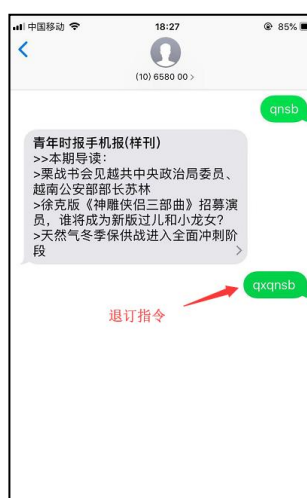 中国移动
18:27
85%
(10) 6580 00 >
qnsb
青年时报手机报(样刊)
>>本期导读：
>栗战书会见越共中央政治局委员、
越南公安部部长苏林
>徐克版《神雕侠侣三部曲》招募演
员，谁将成为新版过儿和小龙女？
>天然气冬季保供战进入全面冲刺阶
段
qxqnsb
退订指令